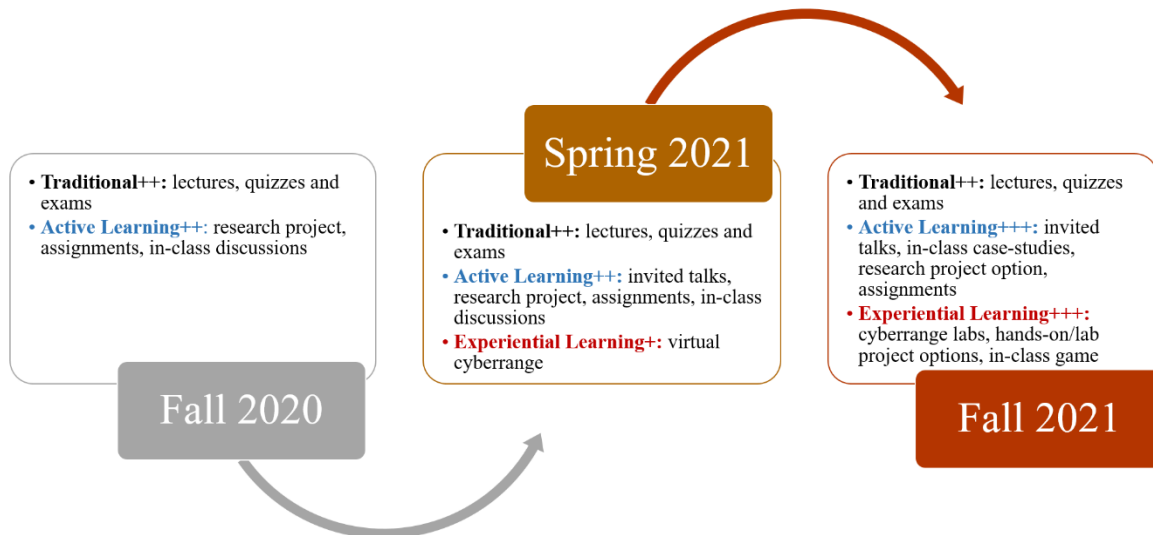 • Traditional++: lectures, quizzes and
exams
• Active Learning++: research project,
assignments, in-class discussions
Fall 2020
Spring 2021
• Traditional++: lectures, quizzes and
exams
• Active Learning++: invited talks,
research project, assignments, in-class
discussions
• Experiential Learning+: virtual
cyberrange
• Traditional++: lectures, quizzes
and exams
• Active Learning+++: invited
talks, in-class case-studies,
research project option,
assignments
• Experiential Learning+++:
cyberrange labs, hands-on/lab
project options, in-class game
Fall 2021